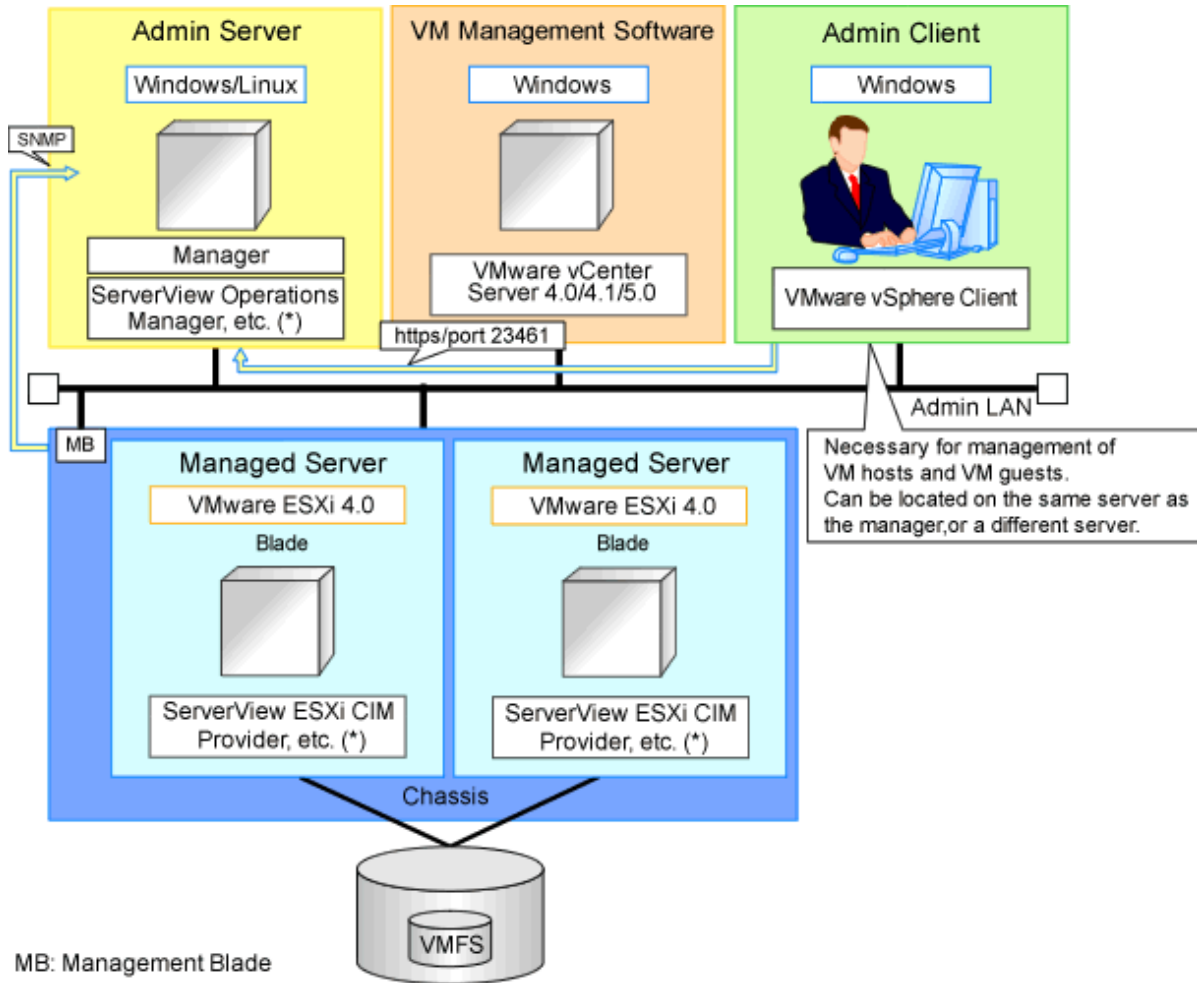 Admin Server
VM Management Software
Admin Client
Windows/Linux
Windows
Windows
SNMP
Manager
ServerView Operations
Manager, etc. (*)
VMware vCenter
Server 4.0/4.1/5.0
VMware vSphere Client
https/port 23461
Admin LAN
MB
Necessary for management of
VM hosts and VM guests.
Can be located on the same server as
the manager,or a different server.
Managed Server
Managed Server
VMware ESXi 4.0
VMware ESXi 4.0
Blade
Blade
ServerView ESXi CIM
Provider, etc. (*)
ServerView ESXi CIM
Provider, etc. (*)
Chassis
VMFS
MB: Management Blade